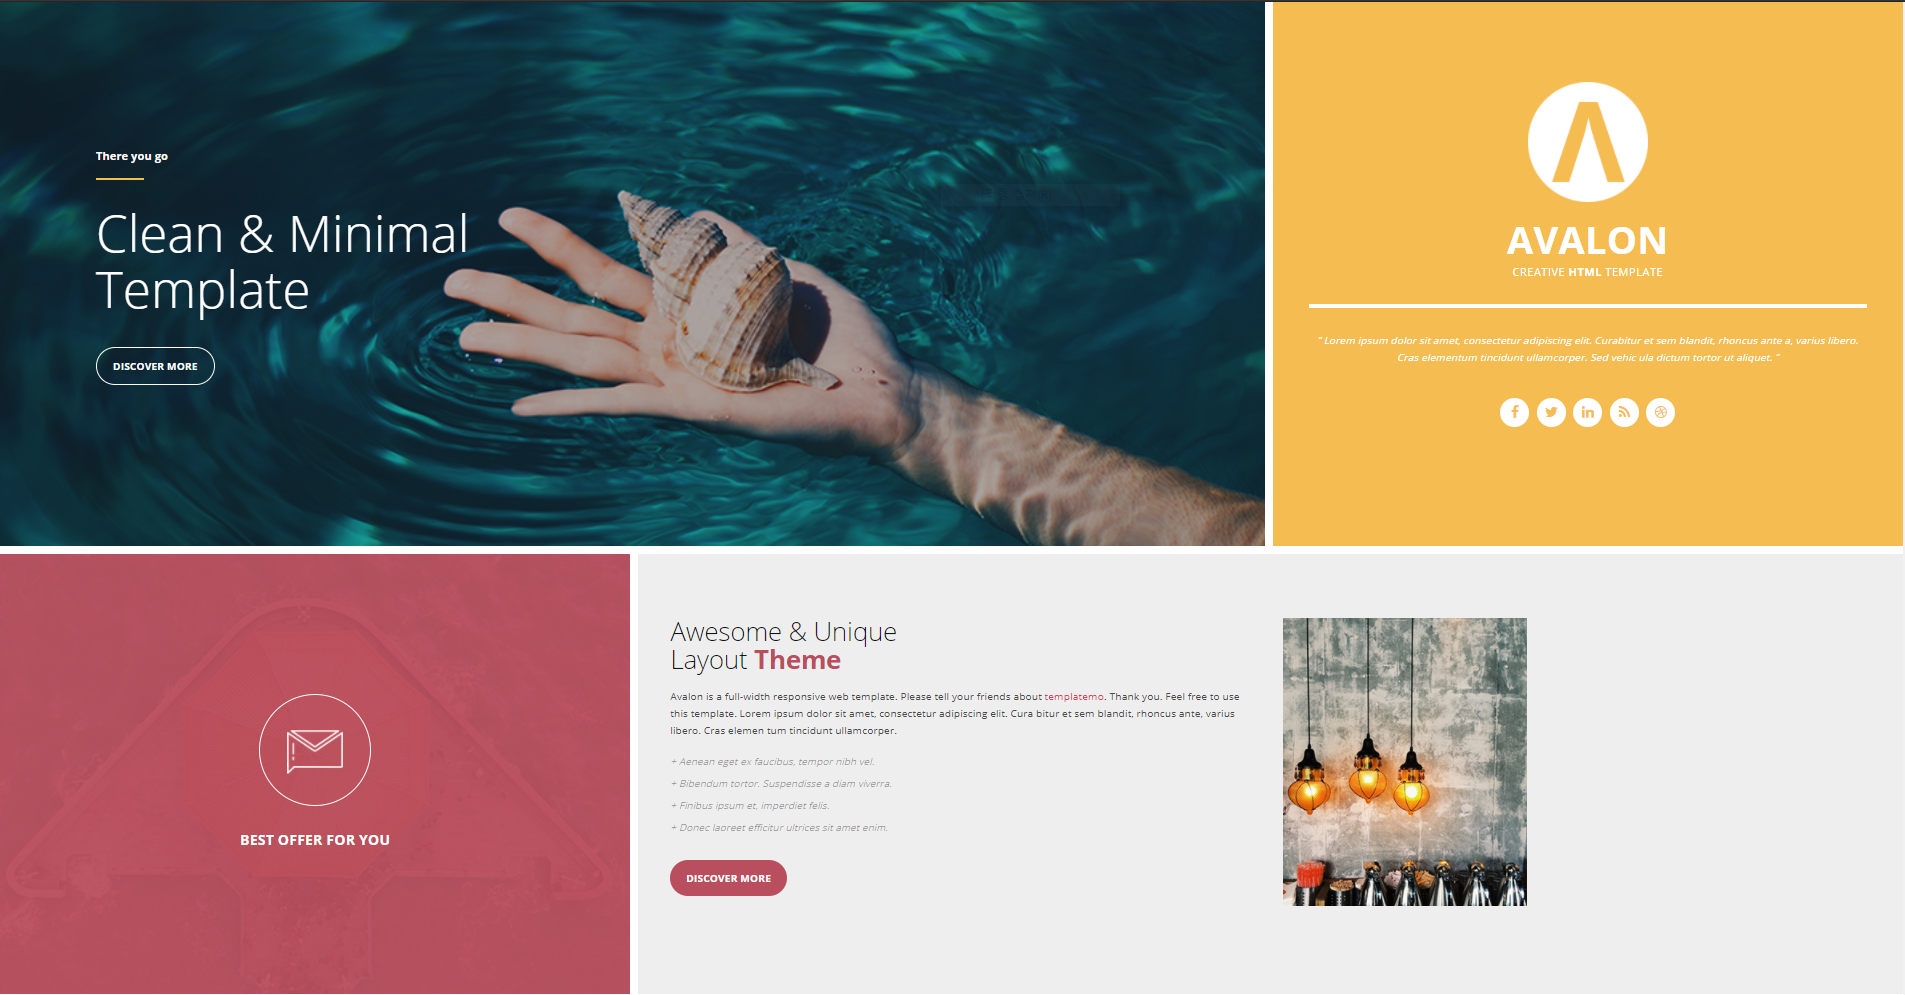 There you go
Clean & Minimal
Template
DISCOVER MORE
AVALON
CREATIVE HTML TEMPLATE
" Lorem ipsum dolor sit amet, consectetur adipiscing elit. Curabitur et sem blandit, rhoncus ante a, varius libero.
Cras elementum tincidunt ullamcorper. Sed vehic ula dictum tortor ut aliquet. "
BEST OFFER FOR YOU
Awesome & Unique
Layout Theme
Avalon is a full-width responsive web template. Please tell your friends about templatemo. Thank you. Feel free to use
this template. Lorem ipsum dolor sit amet, consectetur adipiscing elit. Cura bitur et sem blandit, rhoncus ante, varius
libero. Cras elemen tum tincidunt ullamcorper.
+ Aenean eget ex faucibus, tempor nibh vel.
+ Bibendum tortor. Suspendisse a diam viverra.
+ Finibus ipsum et, imperdiet felis.
+ Donec laoreet efficitur ultrices sit amet enim.
DISCOVER MORE